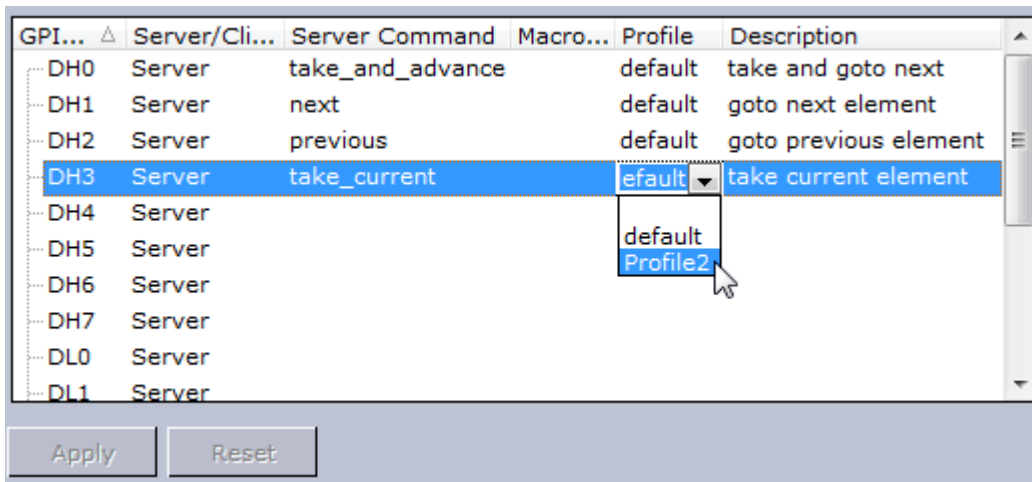 GPI... Server/Cli... Server Command Macro... Profile Description
DH0 Server take_and_advance default take and goto next
DH1 Server next default goto next element
DH2 Server previous default goto previous element
DH3 Server take_current efault take current element
DH4 Server
default
DH5 Server
Profile2
DH6 Server
DH7 Server
DL0 Server
DL1 Server
Apply Reset